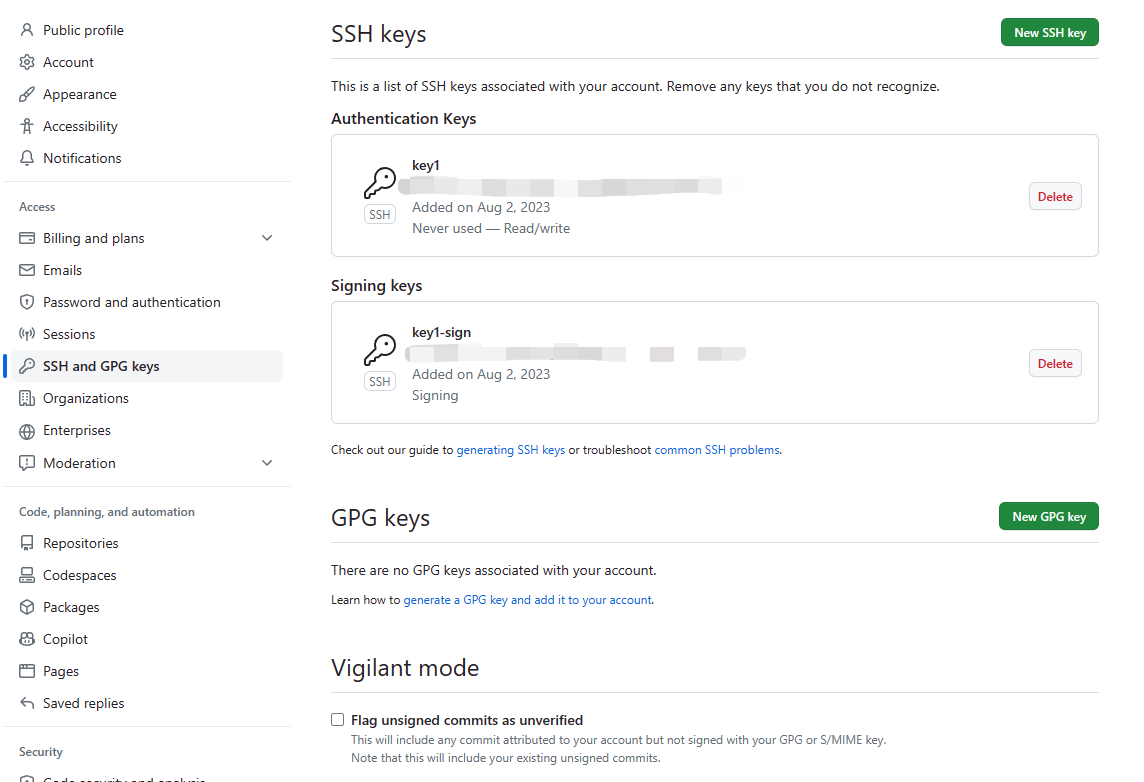 Public profile
Account
Appearance
Accessibility
Notifications
Access
Billing and plans
Emails
Password and authentication
Sessions
SSH and GPG keys
Organizations
Enterprises
Moderation
Code, planning, and automation
Repositories
Codespaces
Packages
Copilot
Pages
Saved replies
Security
Code security and analysis
SSH keys
New SSH key
This is a list of SSH keys associated with your account. Remove any keys that you do not recognize.
Authentication Keys
key1
SSH
Added on Aug 2, 2023
Never used — Read/write
Delete
Signing keys
key1-sign
SSH
Added on Aug 2, 2023
Signing
Delete
Check out our guide to generating SSH keys or troubleshoot common SSH problems.
GPG keys
New GPG key
There are no GPG keys associated with your account.
Learn how to generate a GPG key and add it to your account.
Vigilant mode
Flag unsigned commits as unverified
This will include any commit attributed to your account but not signed with your GPG or S/MIME key.
Note that this will include your existing unsigned commits.